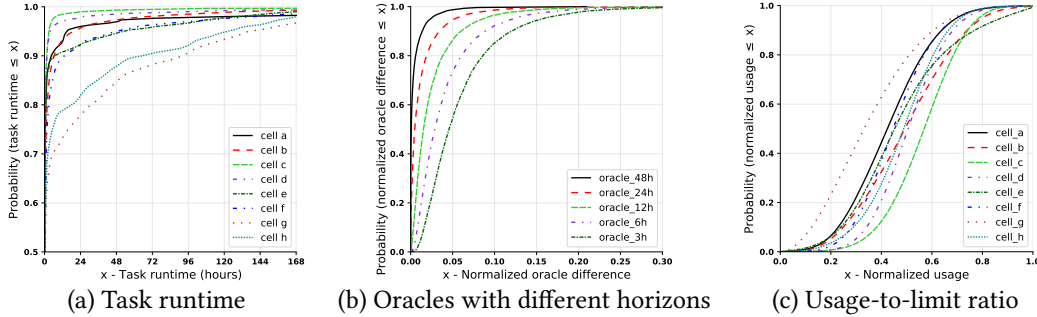 Probability (task runtime ≤ x)
1.0
0.9
0.8
0.7
0.6
0.5
0 24 48 72 96 120 144 168
x - Task runtime (hours)
cell a
cell b
cell c
cell d
cell e
cell f
cell g
cell h
(a) Task runtime
Probability (normalized oracle difference ≤ x)
1.0
0.8
0.6
0.4
0.2
0.0
0.00 0.05 0.10 0.15 0.20 0.25 0.30
x - Normalized oracle difference
oracle_48h
oracle_24h
oracle_12h
oracle_6h
oracle_3h
(b) Oracles with different horizons
Probability (normalized usage ≤ x)
1.0
0.8
0.6
0.4
0.2
0.0
0.0 0.2 0.4 0.6 0.8 1.0
x - Normalized usage
cell_a
cell_b
cell_c
cell_d
cell_e
cell_f
cell_g
cell_h
(c) Usage-to-limit ratio